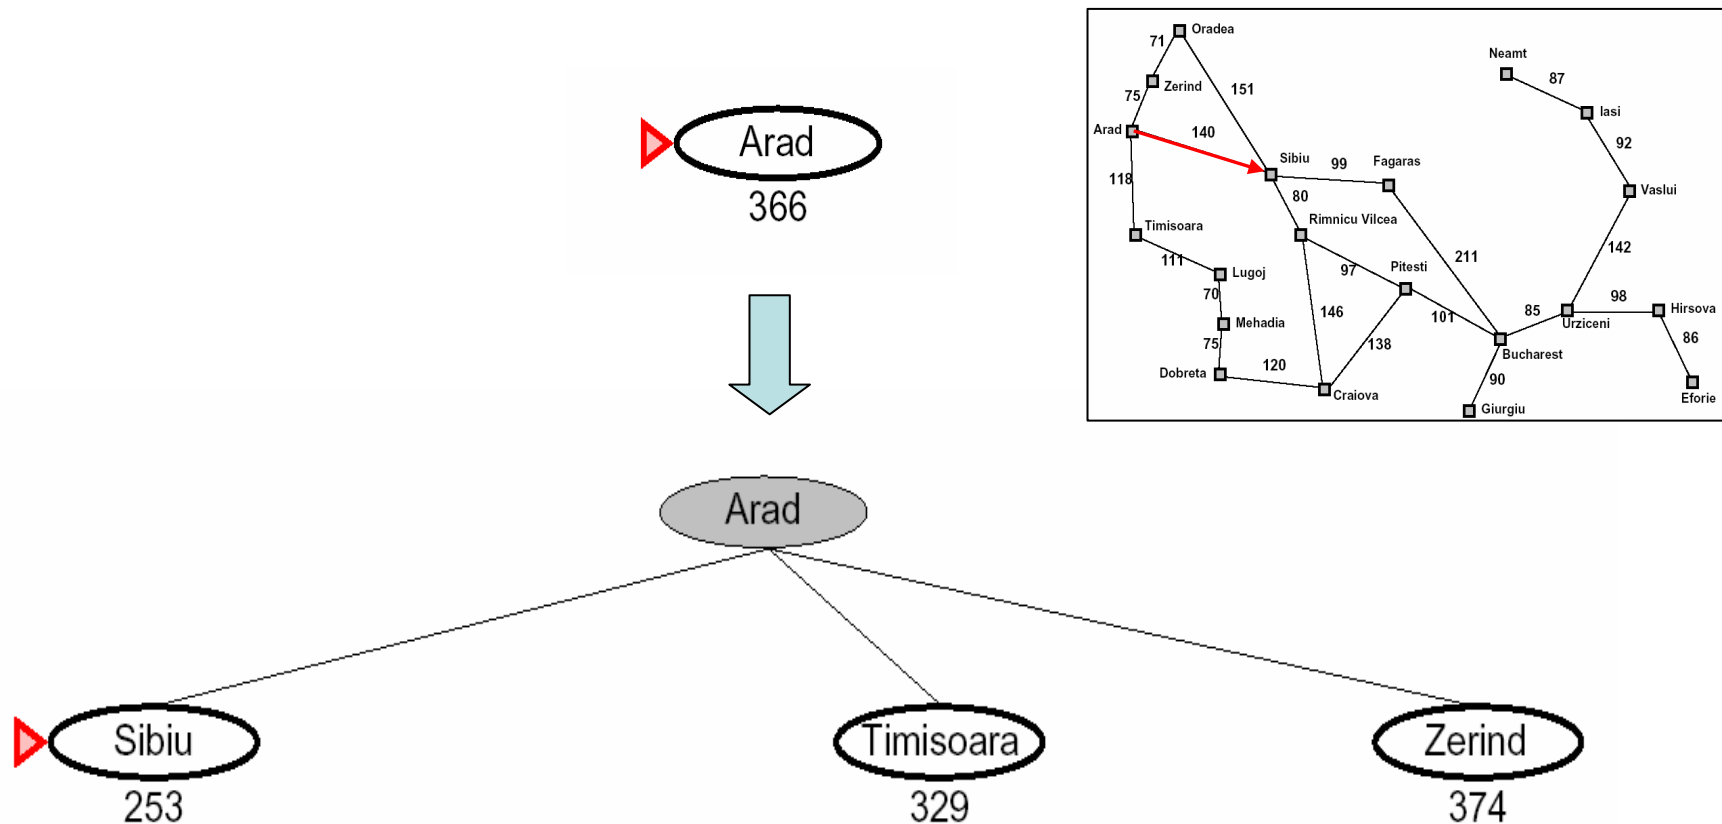 Arad
366
Oradea
71
Neamt
87
Zerind
75
151
Iasi
Arad
140
92
Sibiu
99
Fagaras
118
80
Vaslui
Rimnicu Vilcea
Timisoara
142
111
211
Lugoj
97
Pitesti
70
98
Hirsova
146
101
85
Urziceni
Mehadia
86
75
138
Bucharest
Dobreta
120
90
Craiova
Eforie
Giurgiu
Arad
Sibiu
Timisoara
Zerind
253
329
374